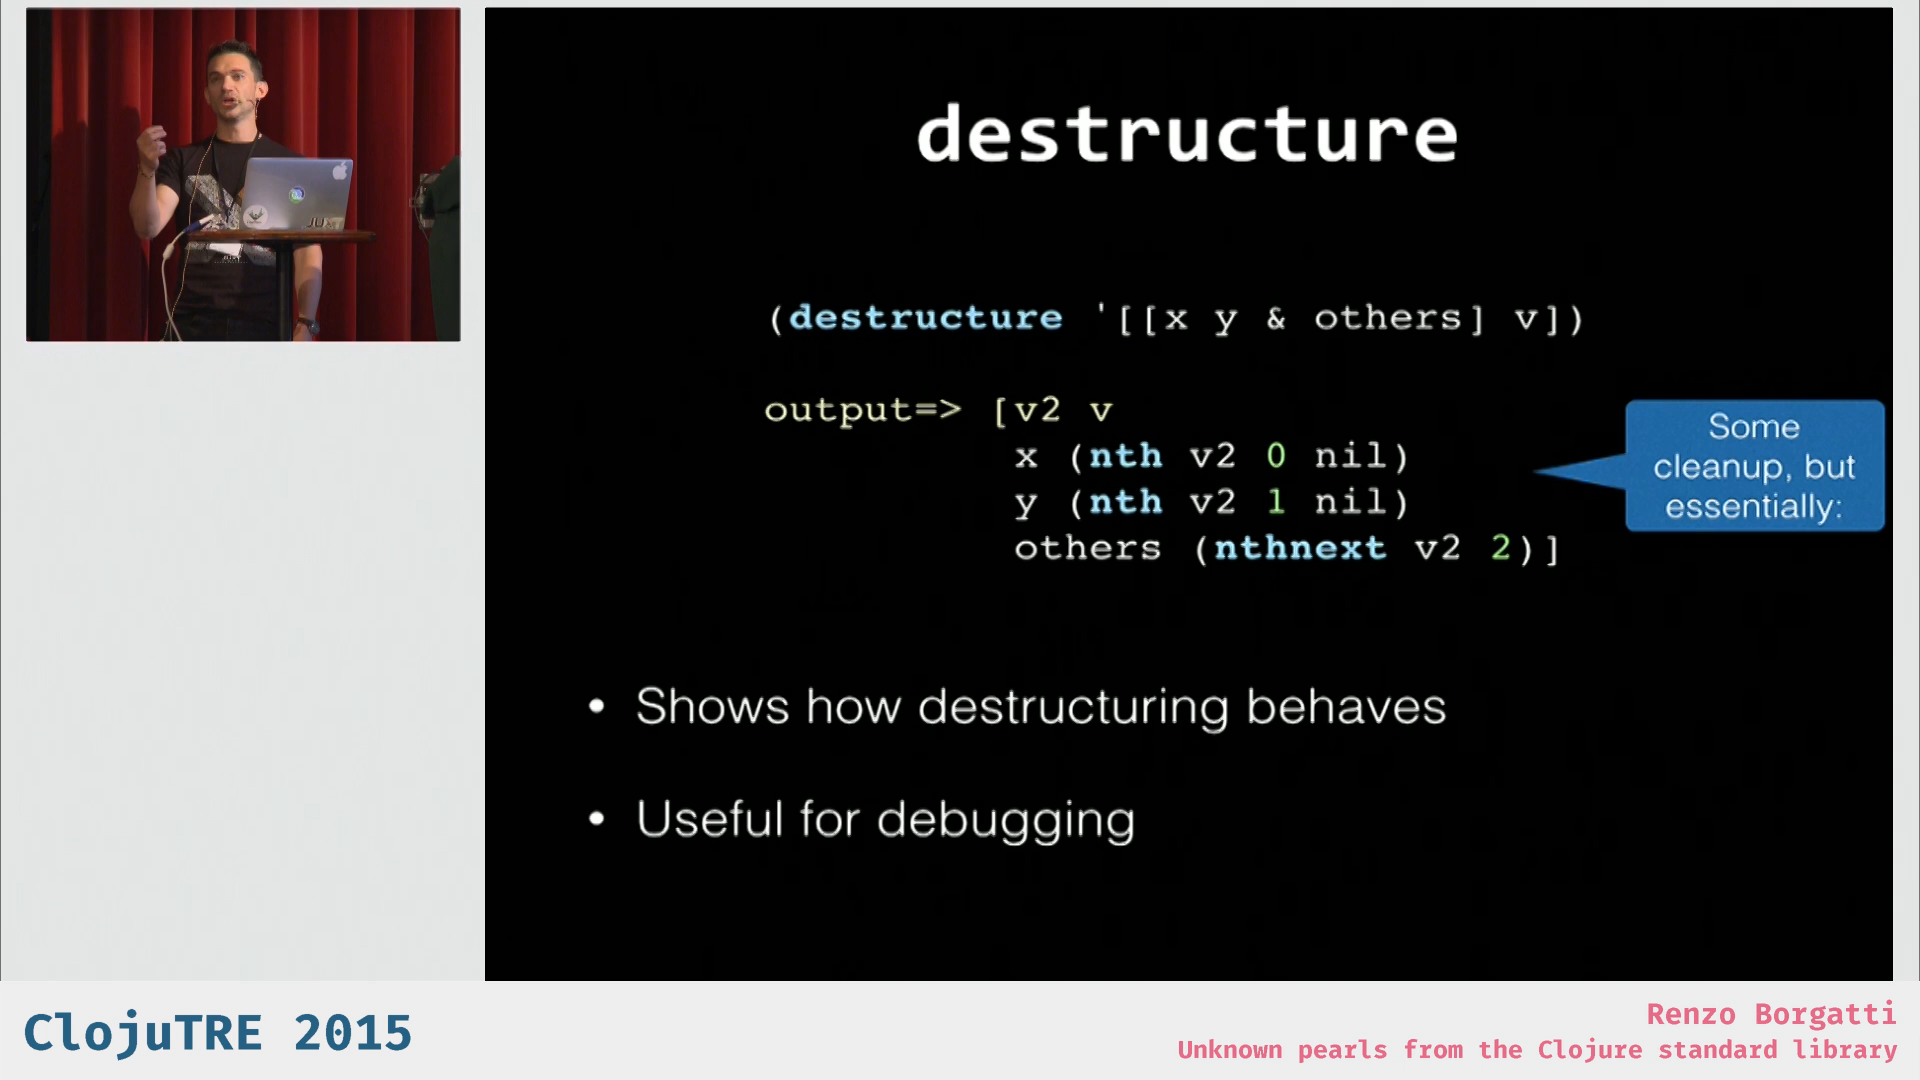 destructure
(destructure '[[x y & others] v])
output=> [v2 v
x (nth v2 0 nil)
y (nth v2 1 nil)
others (nthnext v2 2)]
Some
cleanup, but
essentially:
• Shows how destructuring behaves
• Useful for debugging
ClojuTRE 2015
Renzo Borgatti
Unknown pearls from the Clojure standard library